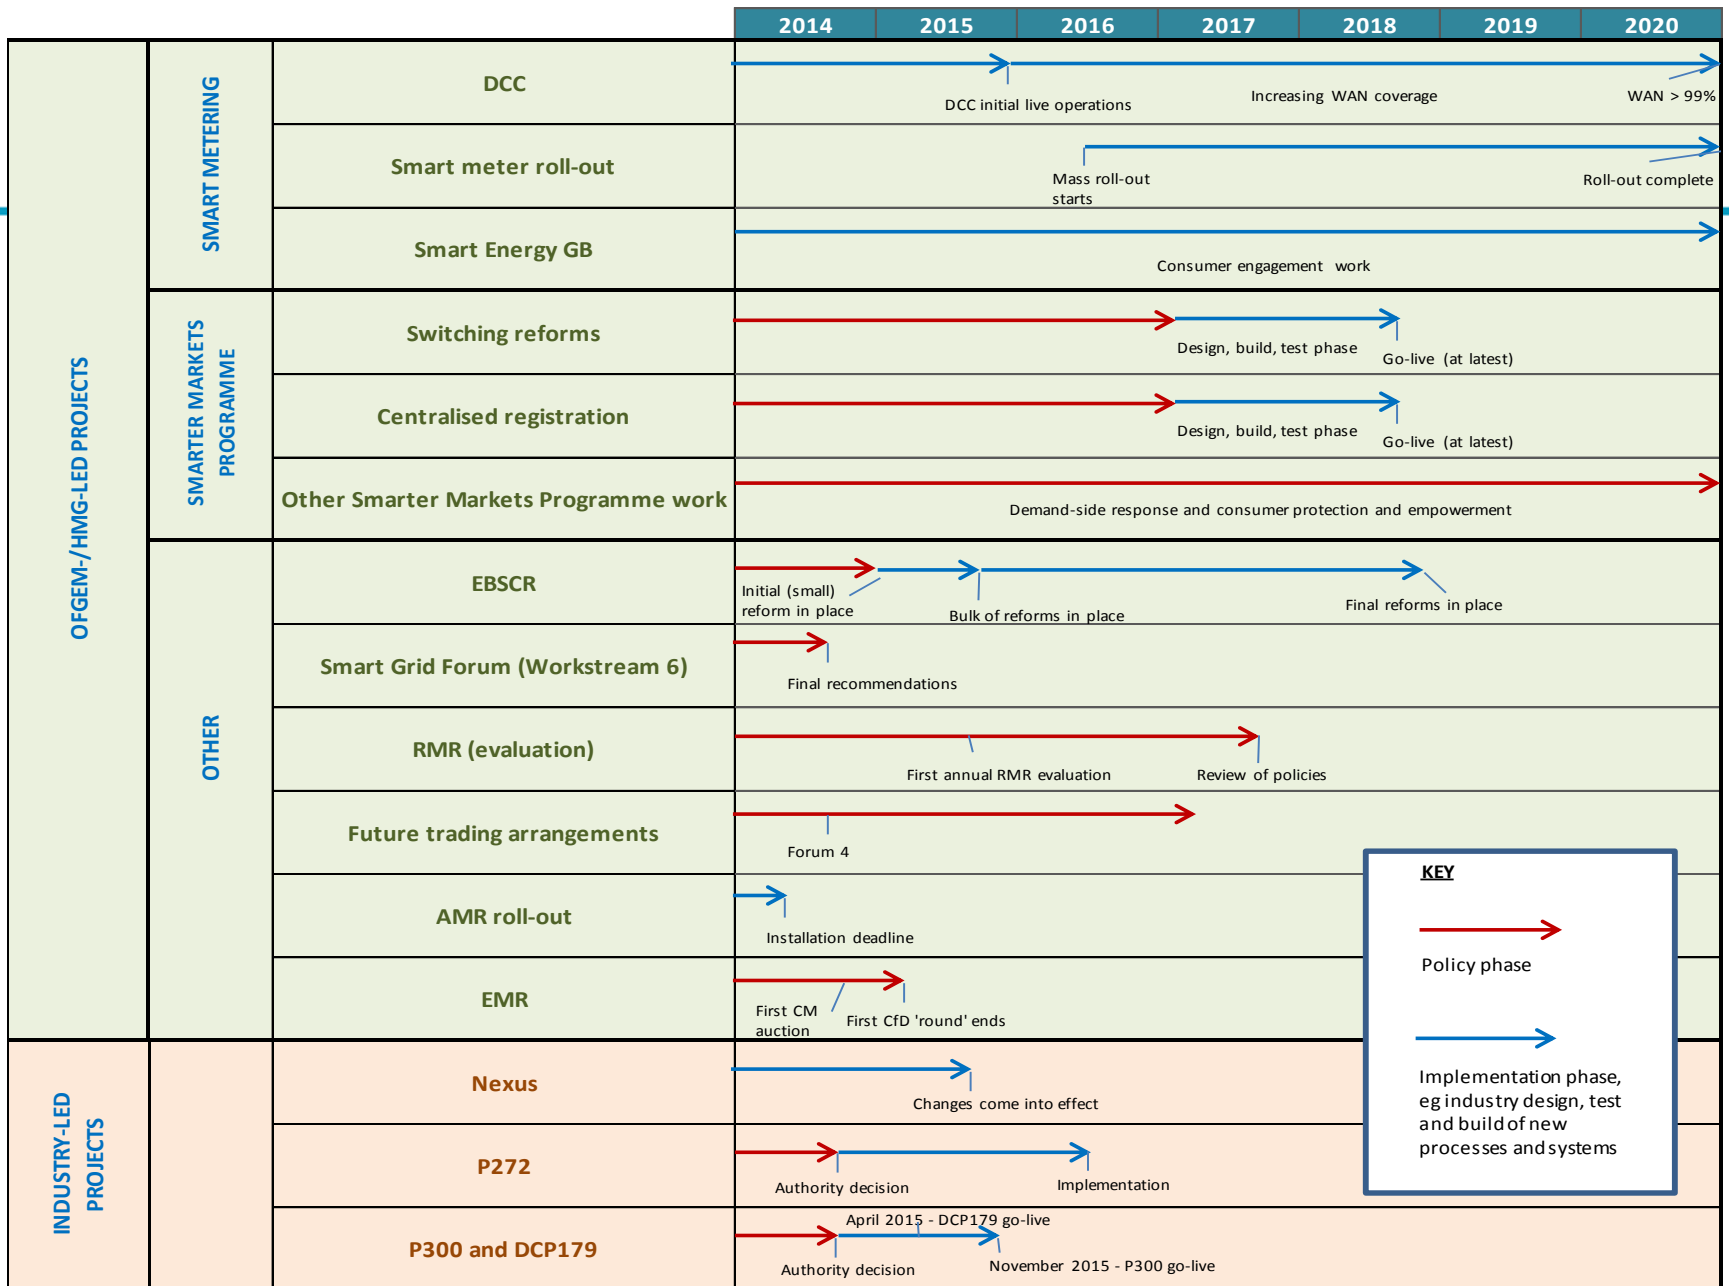 2014 2015 2016 2017 2018 2019 2020
OFGEM-/HMG-LED PROJECTS
SMART METERING
DCC
DCC initial live operations
Increasing WAN coverage
WAN > 99%
Smart meter roll-out
Mass roll-out
starts
Roll-out complete
Smart Energy GB
Consumer engagement work
SMARTER MARKETS
PROGRAMME
Switching reforms
Design, build, test phase
Go-live (at latest)
Centralised registration
Design, build, test phase
Go-live (at latest)
Other Smarter Markets Programme work
Demand-side response and consumer protection and empowerment
OTHER
EBSCR
Initial (small)
reform in place
Bulk of reforms in place
Final reforms in place
Smart Grid Forum (Workstream 6)
Final recommendations
RMR (evaluation)
First annual RMR evaluation
Review of policies
Future trading arrangements
Forum 4
AMR roll-out
Installation deadline
EMR
First CM
auction
First CfD 'round' ends
INDUSTRY-LED
PROJECTS
Nexus
Changes come into effect
P272
Authority decision
Implementation
P300 and DCP179
April 2015 - DCP179 go-live
Authority decision
November 2015 - P300 go-live
KEY
Policy phase
Implementation phase,
eg industry design, test
and build of new
processes and systems